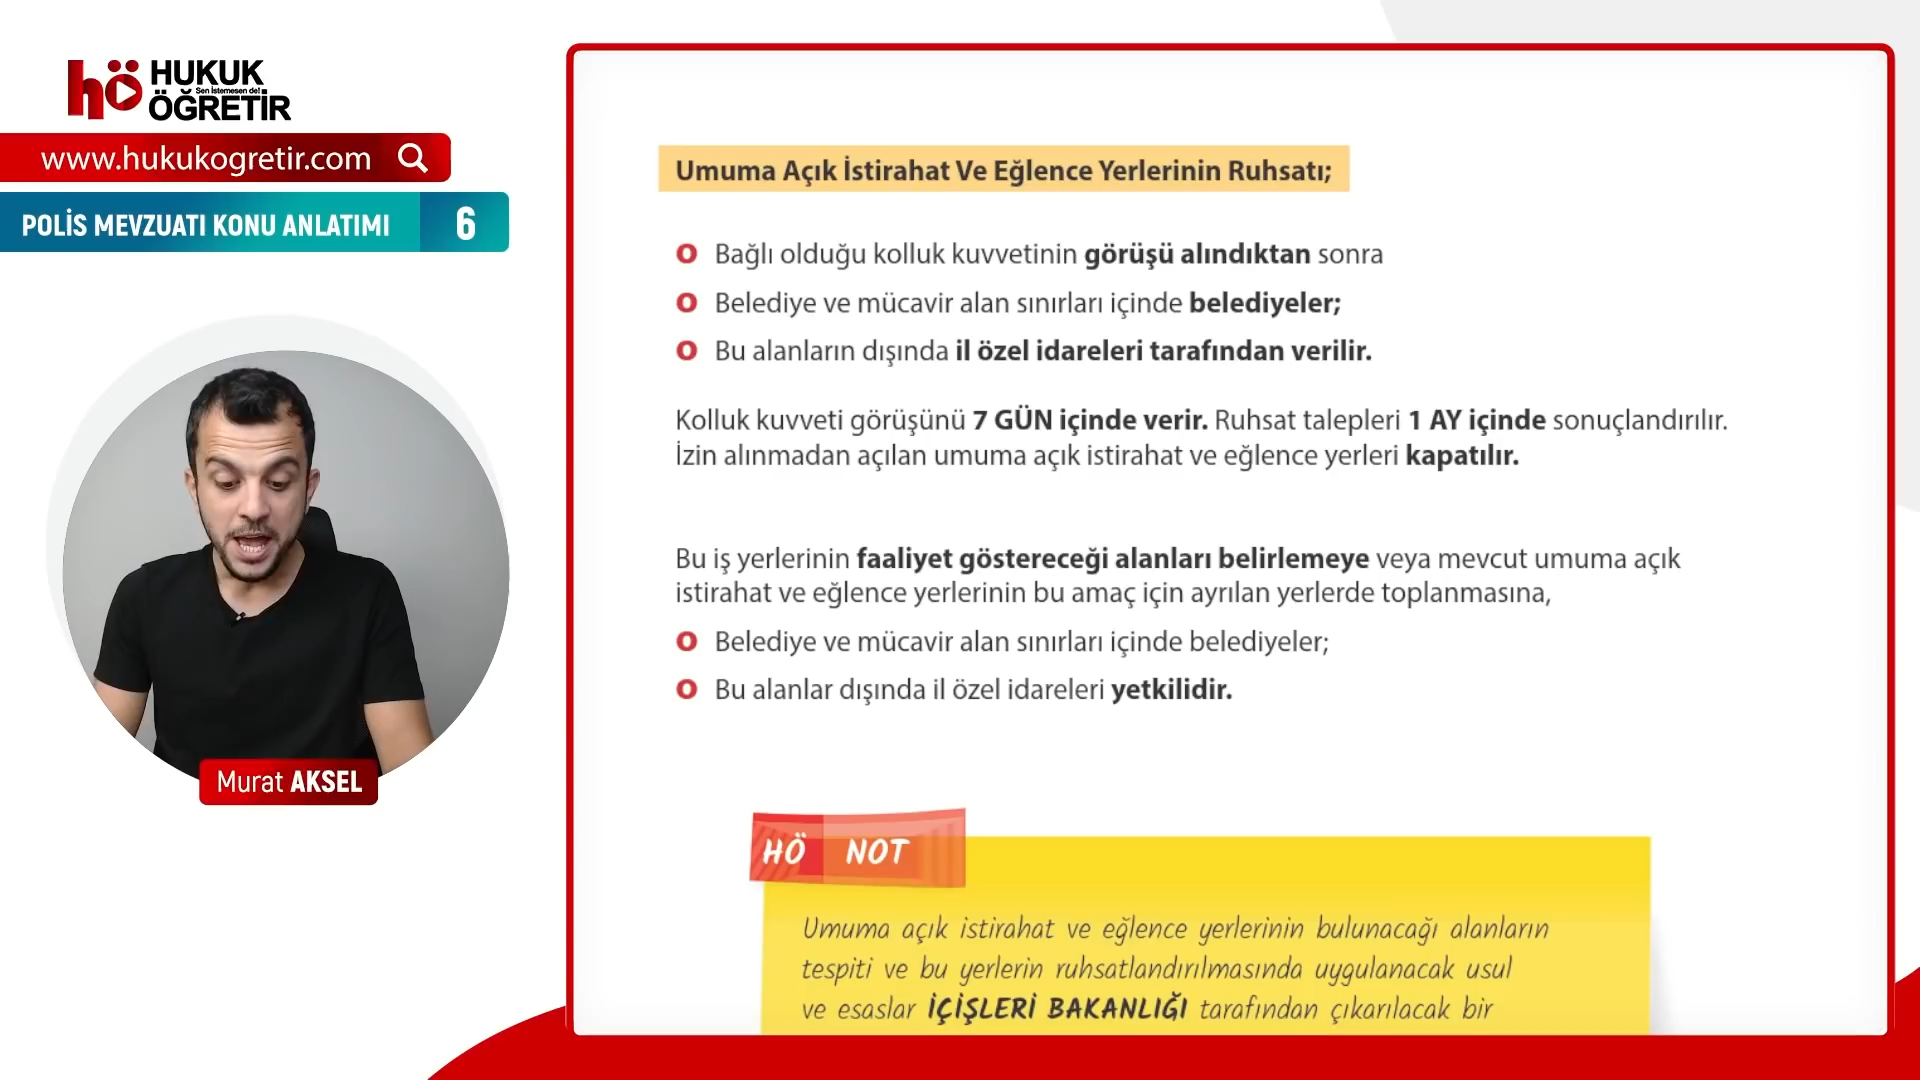 hö HUKUK
Sen İstemesen de!
ÖĞRETİR
www.hukukogretir.com
POLİS MEVZUATI KONU ANLATIMI 6
Murat AKSEL
Umuma Açık İstirahat Ve Eğlence Yerlerinin Ruhsatı;
O Bağlı olduğu kolluk kuvvetinin görüşü alındıktan sonra
O Belediye ve mücavir alan sınırları içinde belediyeler;
O Bu alanların dışında il özel idareleri tarafından verilir.
Kolluk kuvveti görüşünü 7 GÜN içinde verir. Ruhsat talepleri 1 AY içinde sonuçlandırılır.
İzin alınmadan açılan umuma açık istirahat ve eğlence yerleri kapatılır.
Bu iş yerlerinin faaliyet göstereceği alanları belirlemeye veya mevcut umuma açık
istirahat ve eğlence yerlerinin bu amaç için ayrılan yerlerde toplanmasına,
O Belediye ve mücavir alan sınırları içinde belediyeler;
O Bu alanlar dışında il özel idareleri yetkilidir.
HÖ NOT
Umuma açık istirahat ve eğlence yerlerinin bulunacağı alanların
tespiti ve bu yerlerin ruhsatlandırılmasında uygulanacak usul
ve esaslar İÇİŞLERİ BAKANLIĞI tarafından çıkarılacak bir